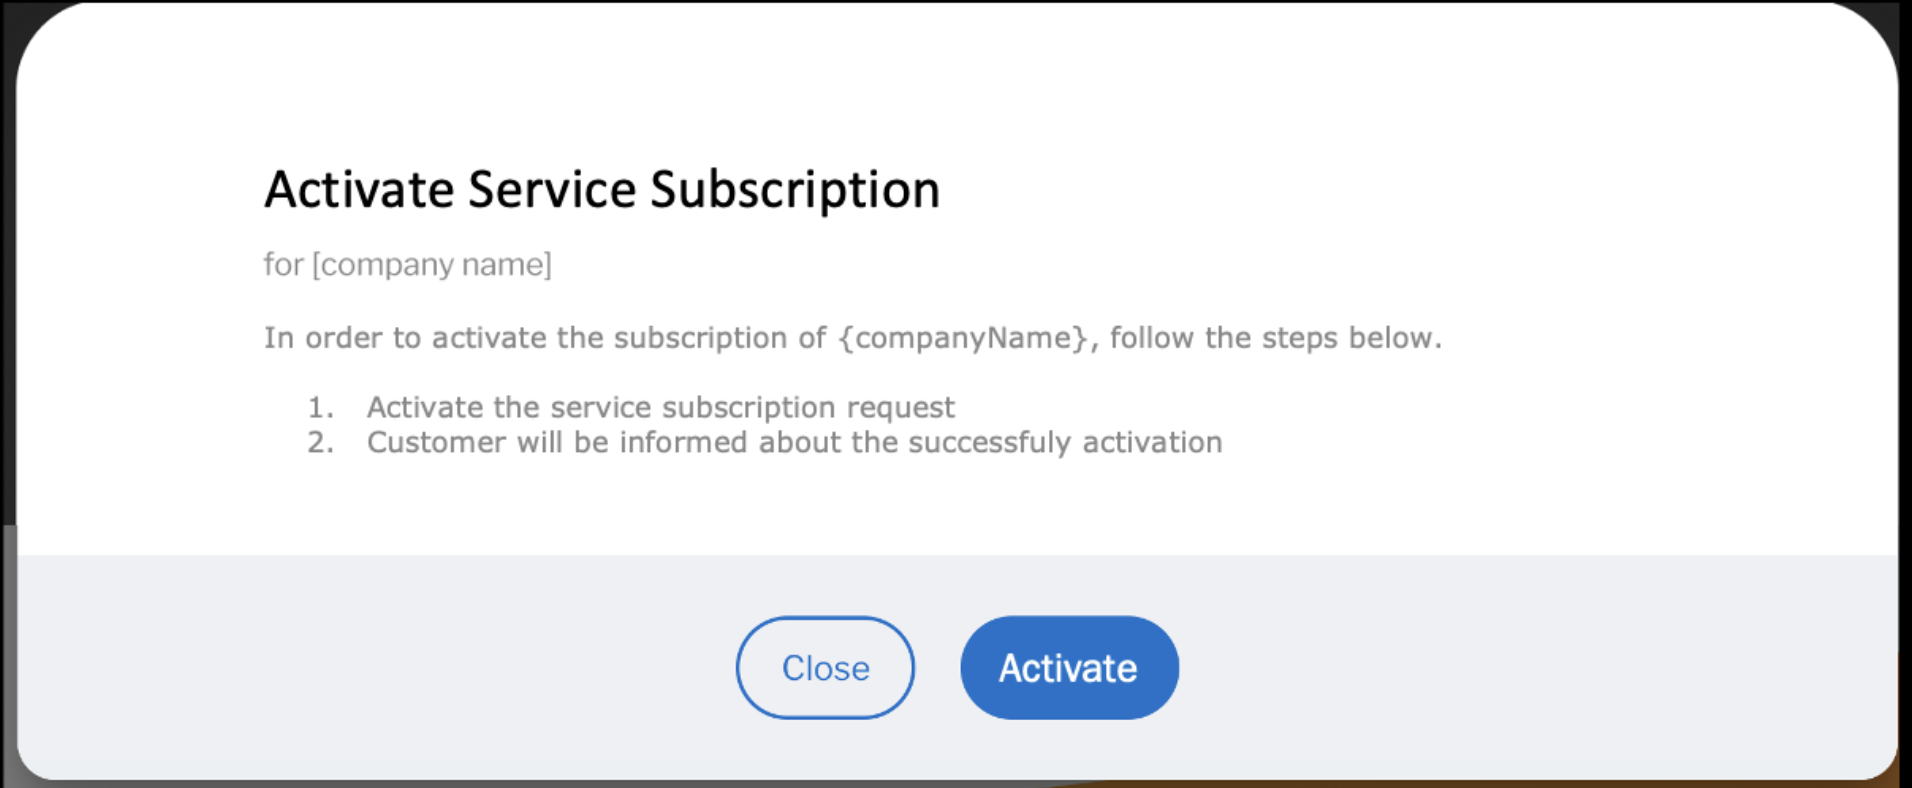 Activate Service Subscription
for [company name]
In order to activate the subscription of {companyName}, follow the steps below.
1. Activate the service subscription request
2. Customer will be informed about the successfuly activation
Close
Activate